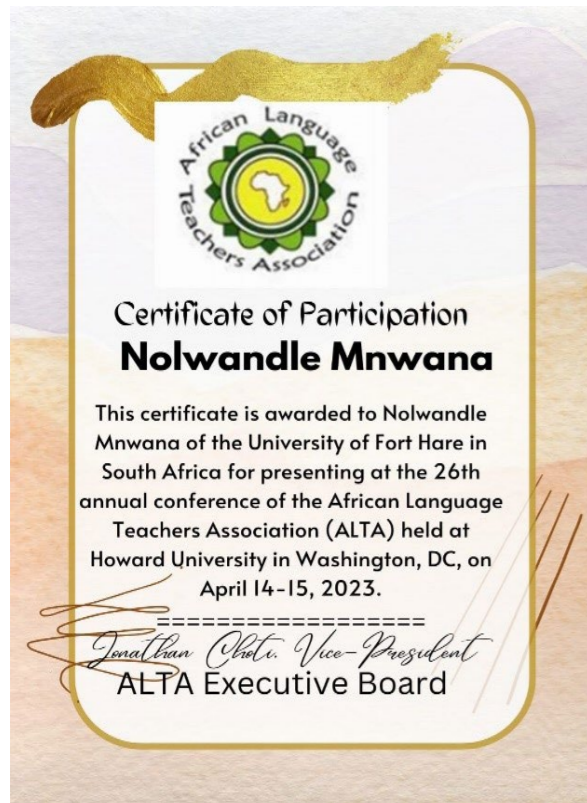 African Language
Teachers Association
Certificate of Participation
Nolwandle Mnwana
This certificate is awarded to Nolwandle
Mnwana of the University of Fort Hare in
South Africa for presenting at the 26th
annual conference of the African Language
Teachers Association (ALTA) held at
Howard University in Washington, DC, on
April 14-15, 2023.
==================
Jonathan Choti. Vice-President
ALTA Executive Board